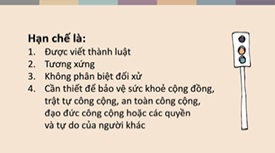 Hạn chế là:
1. Được viết thành luật
2. Tương xứng
3. Không phân biệt đối xử
4. Cần thiết để bảo vệ sức khoẻ cộng đồng,
trật tự công cộng, an toàn công cộng,
đạo đức công cộng hoặc các quyền
và tự do của người khác